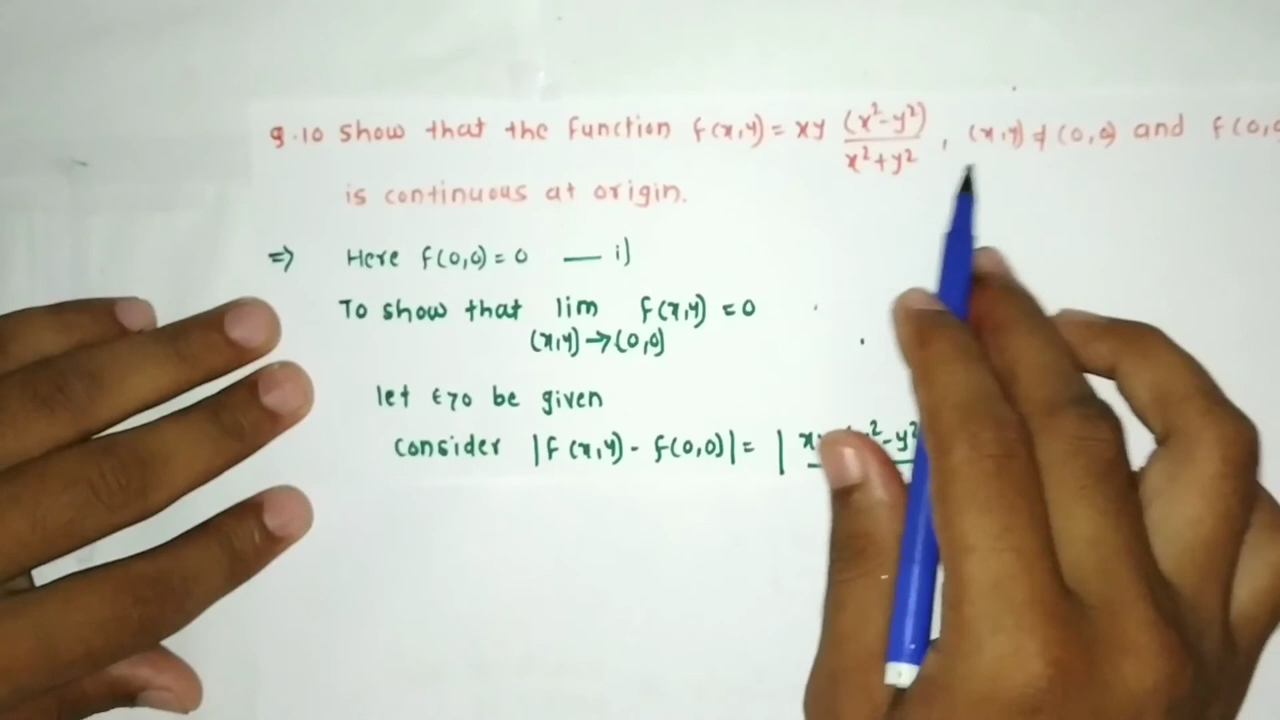 9.10 Show that the function f(x,y) = xy (x²-y²)/(x²+y²) , (x,y) ≠ (0,0) and f(0,0
is continuous at origin.
⇒ Here f(0,0) = 0 — i)
To show that lim f(x,y) = 0
(x,y)→(0,0)
let ε>0 be given
consider |f(x,y) - f(0,0)| = |